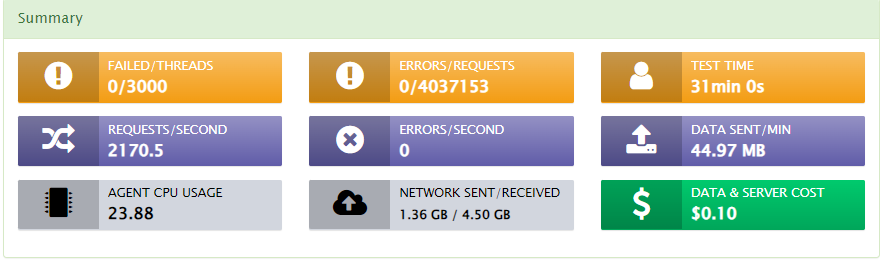 Summary
FAILED/THREADS
0/3000
ERRORS/REQUESTS
0/4037153
TEST TIME
31min 0s
REQUESTS/SECOND
2170.5
ERRORS/SECOND
0
DATA SENT/MIN
44.97 MB
AGENT CPU USAGE
23.88
NETWORK SENT/RECEIVED
1.36 GB / 4.50 GB
DATA & SERVER COST
$0.10